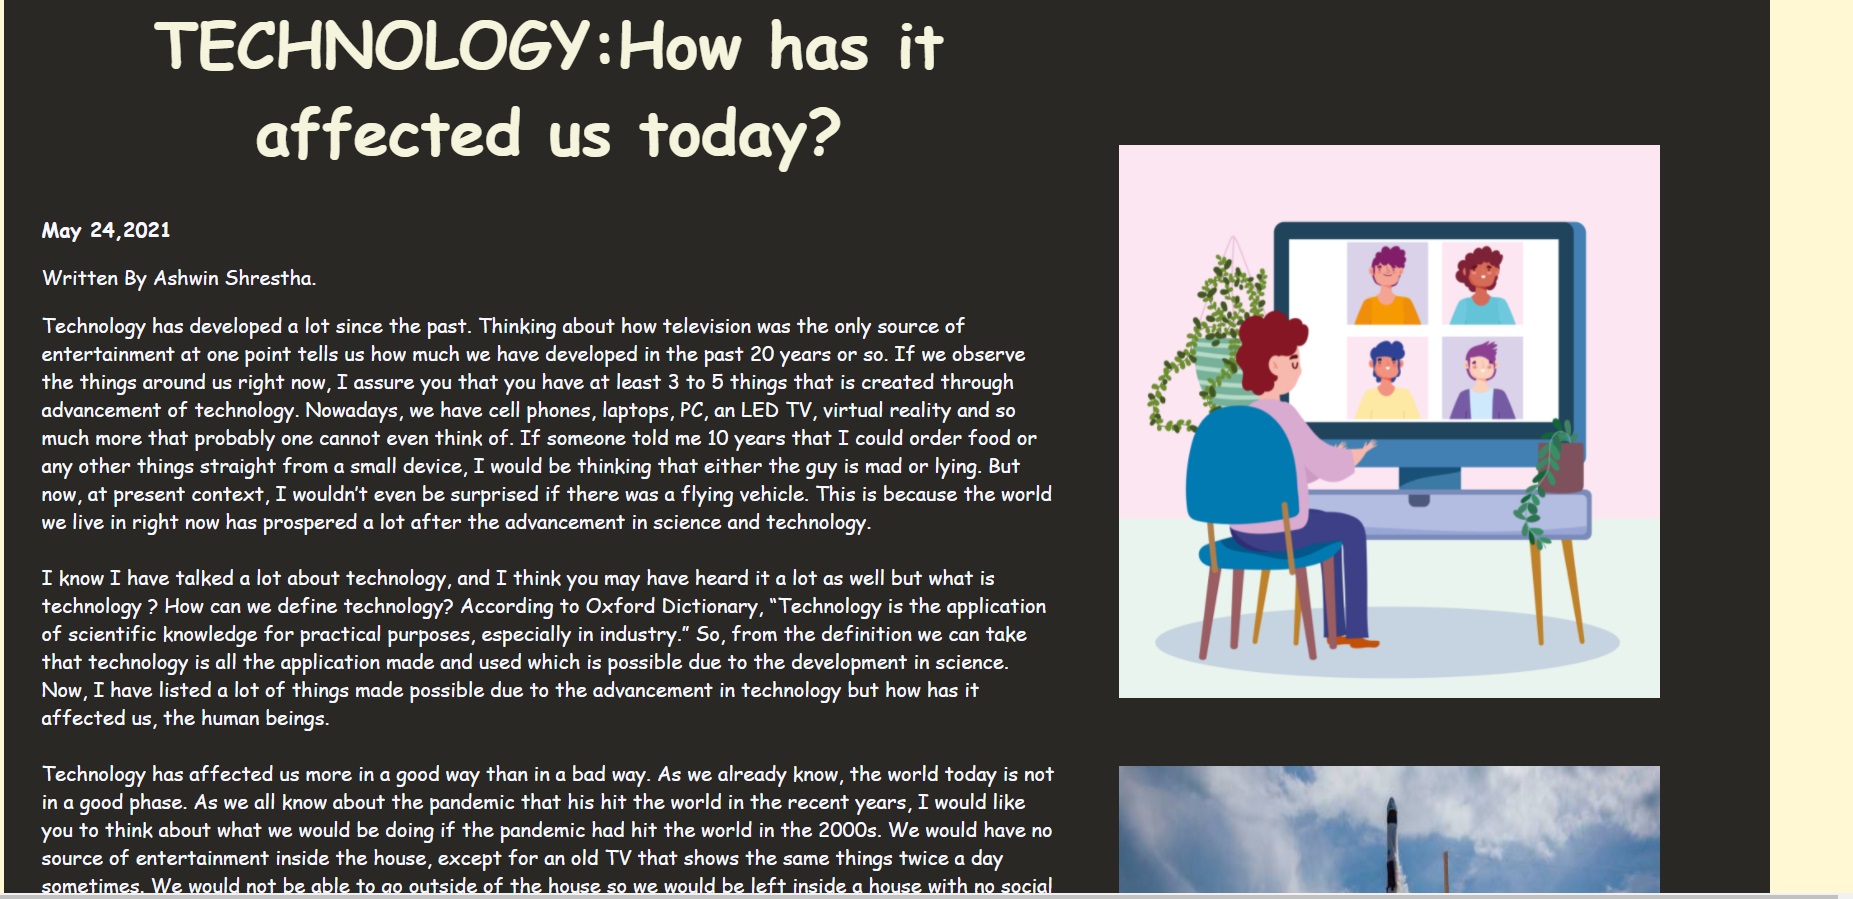 TECHNOLOGY:How has it
affected us today?
May 24,2021
Written By Ashwin Shrestha.
Technology has developed a lot since the past. Thinking about how television was the only source of
entertainment at one point tells us how much we have developed in the past 20 years or so. If we observe
the things around us right now, I assure you that you have at least 3 to 5 things that is created through
advancement of technology. Nowadays, we have cell phones, laptops, PC, an LED TV, virtual reality and so
much more that probably one cannot even think of. If someone told me 10 years that I could order food or
any other things straight from a small device, I would be thinking that either the guy is mad or lying. But
now, at present context, I wouldn’t even be surprised if there was a flying vehicle. This is because the world
we live in right now has prospered a lot after the advancement in science and technology.
I know I have talked a lot about technology, and I think you may have heard it a lot as well but what is
technology ? How can we define technology? According to Oxford Dictionary, “Technology is the application
of scientific knowledge for practical purposes, especially in industry.” So, from the definition we can take
that technology is all the application made and used which is possible due to the development in science.
Now, I have listed a lot of things made possible due to the advancement in technology but how has it
affected us, the human beings.
Technology has affected us more in a good way than in a bad way. As we already know, the world today is not
in a good phase. As we all know about the pandemic that his hit the world in the recent years, I would like
you to think about what we would be doing if the pandemic had hit the world in the 2000s. We would have no
source of entertainment inside the house, except for an old TV that shows the same things twice a day
sometimes. We would not be able to go outside of the house so we would be left inside a house with no social